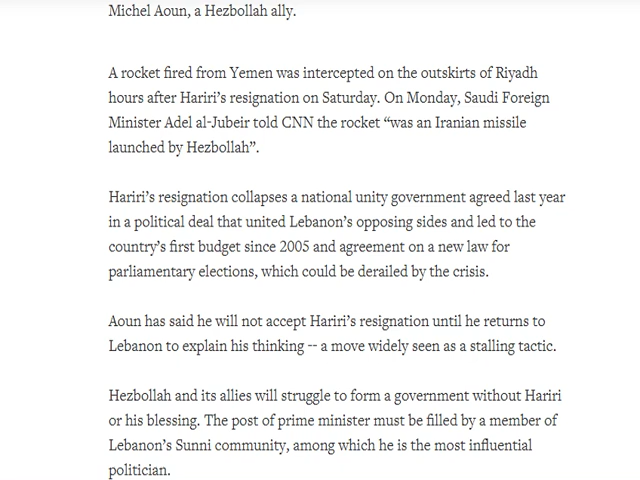 Michel Aoun, a Hezbollah ally.
A rocket fired from Yemen was intercepted on the outskirts of Riyadh
hours after Hariri’s resignation on Saturday. On Monday, Saudi Foreign
Minister Adel al-Jubeir told CNN the rocket “was an Iranian missile
launched by Hezbollah”.
Hariri’s resignation collapses a national unity government agreed last year
in a political deal that united Lebanon’s opposing sides and led to the
country’s first budget since 2005 and agreement on a new law for
parliamentary elections, which could be derailed by the crisis.
Aoun has said he will not accept Hariri’s resignation until he returns to
Lebanon to explain his thinking -- a move widely seen as a stalling tactic.
Hezbollah and its allies will struggle to form a government without Hariri
or his blessing. The post of prime minister must be filled by a member of
Lebanon’s Sunni community, among which he is the most influential
politician.